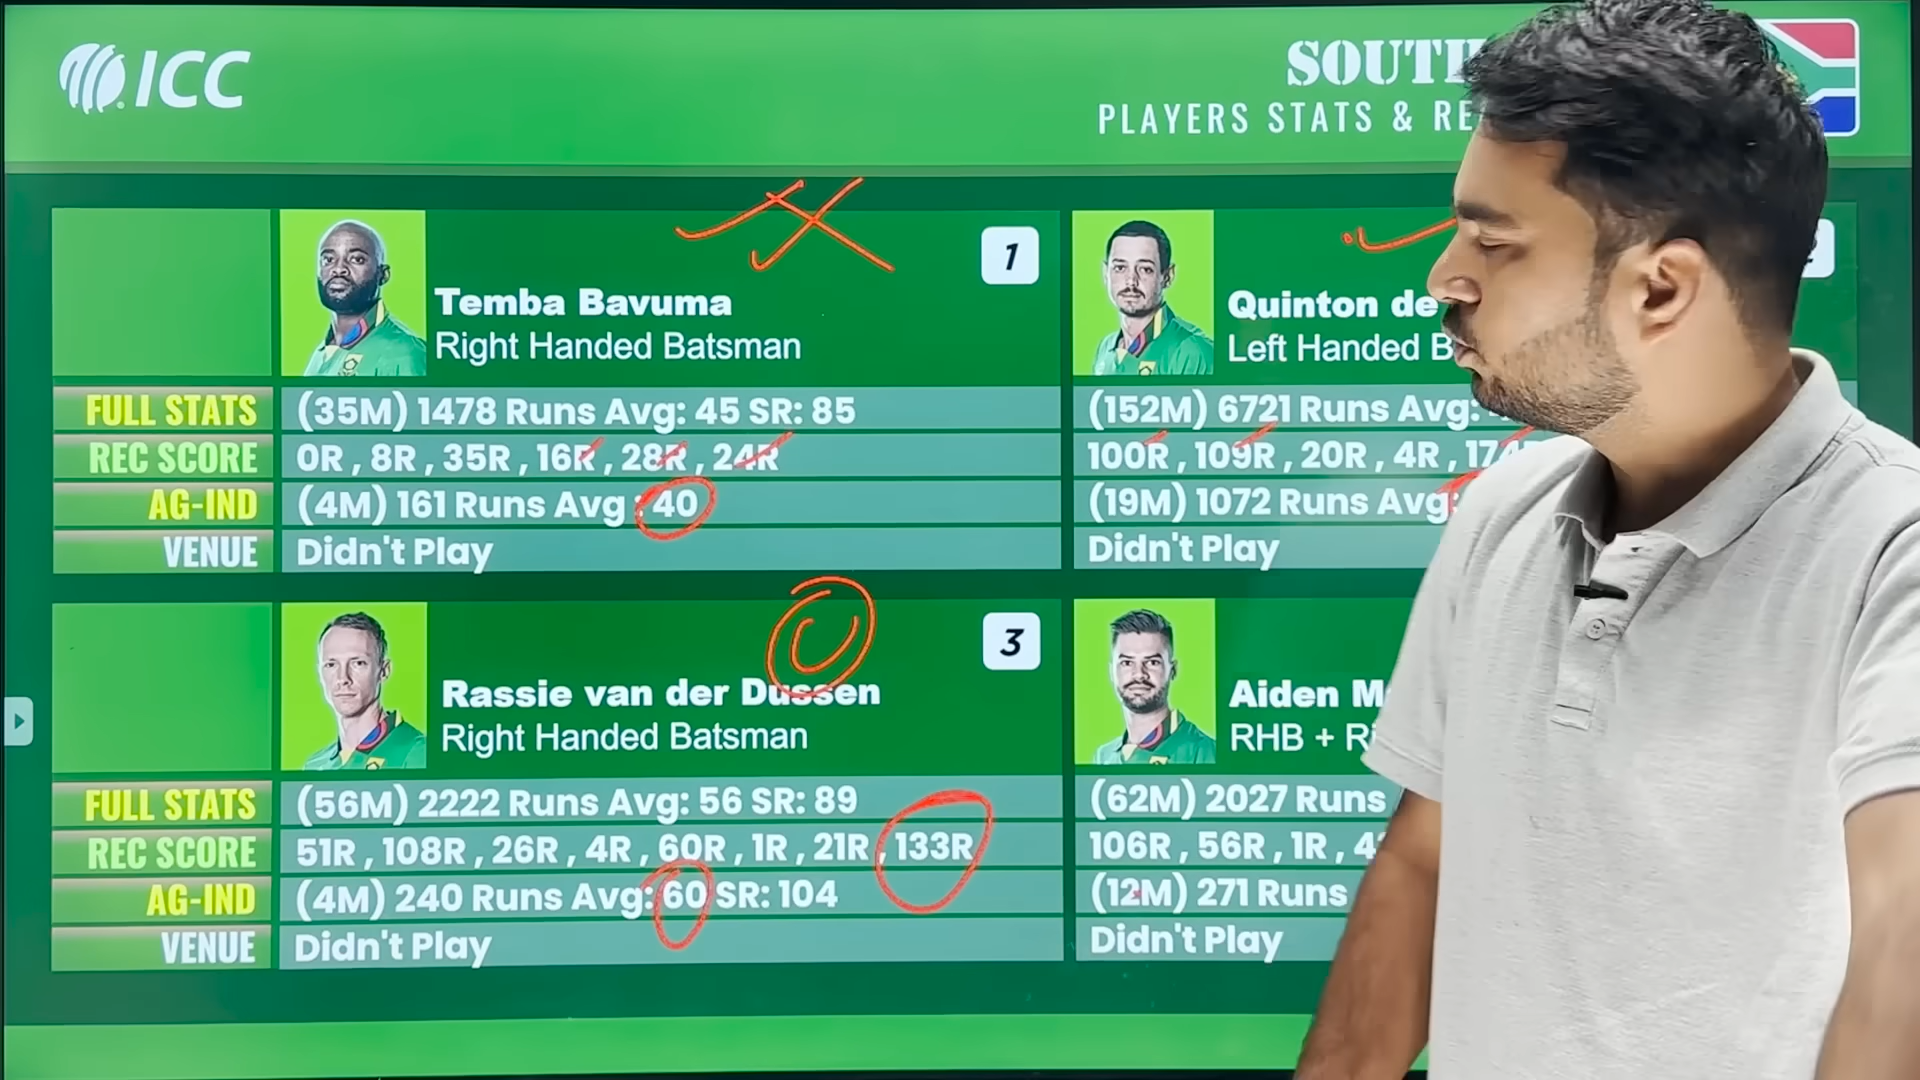 ICC
SOUTH
PLAYERS STATS & RE
1
Temba Bavuma
Right Handed Batsman
FULL STATS (35M) 1478 Runs Avg: 45 SR: 85
REC SCORE 0R , 8R , 35R , 16R , 28R , 24R
AG-IND (4M) 161 Runs Avg : 40
VENUE Didn't Play
Quinton de
Left Handed B
(152M) 6721 Runs Avg:
100R , 109R , 20R , 4R , 174R
(19M) 1072 Runs Avg:
Didn't Play
3
Rassie van der Dussen
Right Handed Batsman
FULL STATS (56M) 2222 Runs Avg: 56 SR: 89
REC SCORE 51R , 108R , 26R , 4R , 60R , 1R , 21R , 133R
AG-IND (4M) 240 Runs Avg: 60 SR: 104
VENUE Didn't Play
Aiden M
RHB + Ri
(62M) 2027 Runs
106R , 56R , 1R , 4
(12M) 271 Runs
Didn't Play